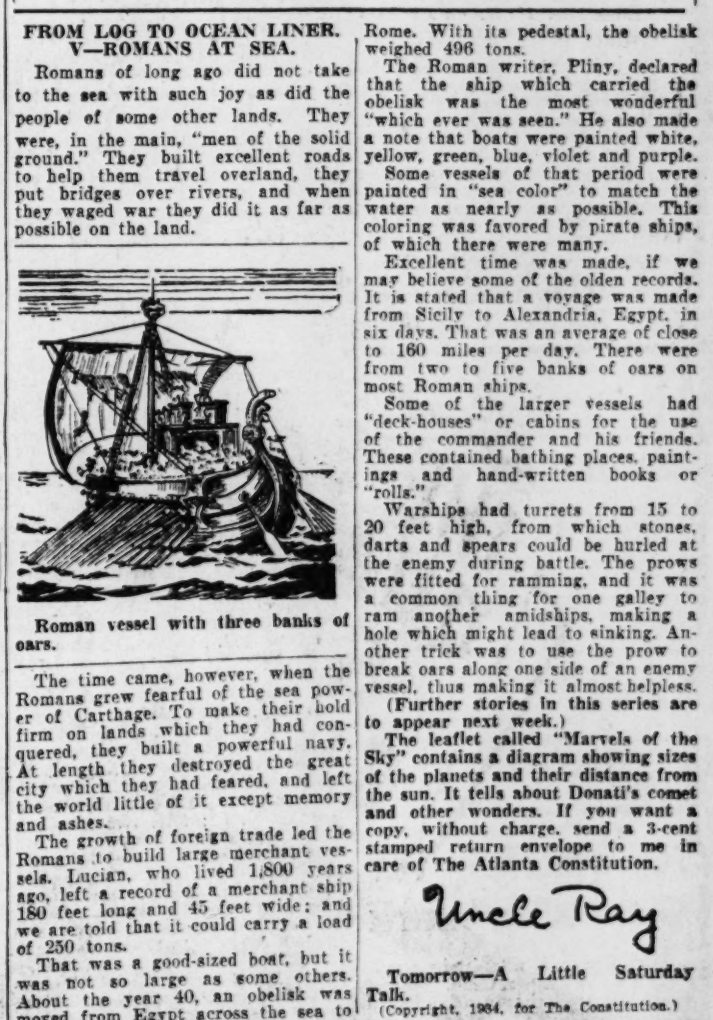 FROM LOG TO OCEAN LINER.
V—ROMANS AT SEA.
Romans of long ago did not take
to the sea with such joy as did the
people of some other lands. They
were, in the main, "men of the solid
ground." They built excellent roads
to help them travel overland, they
put bridges over rivers, and when
they waged war they did it as far as
possible on the land.
Roman vessel with three banks of
oars.
The time came, however, when the
Romans grew fearful of the sea pow-
er of Carthage. To make their hold
firm on lands which they had con-
quered, they built a powerful navy.
At length they destroyed the great
city which they had feared, and left
the world little of it except memory
and ashes.
The growth of foreign trade led the
Romans to build large merchant ves-
sels. Lucian, who lived 1,800 years
ago, left a record of a merchant ship
180 feet long and 45 feet wide; and
we are told that it could carry a load
of 250 tons.
That was a good-sized boat, but it
was not so large as some others.
About the year 40, an obelisk was
moved from Egypt across the sea to
Rome. With its pedestal, the obelisk
weighed 496 tons.
The Roman writer, Pliny, declared
that the ship which carried the
obelisk was the most wonderful
"which ever was seen." He also made
a note that boats were painted white,
yellow, green, blue, violet and purple.
Some vessels of that period were
painted in "sea color" to match the
water as nearly as possible. This
coloring was favored by pirate ships,
of which there were many.
Excellent time was made, if we
may believe some of the olden records.
It is stated that a voyage was made
from Sicily to Alexandria, Egypt, in
six days. That was an average of close
to 160 miles per day. There were
from two to five banks of oars on
most Roman ships.
Some of the larger vessels had
"deck-houses" or cabins for the use
of the commander and his friends.
These contained bathing places, paint-
ings and hand-written books or
"rolls."
Warships had turrets from 15 to
20 feet high, from which stones,
darts and spears could be hurled at
the enemy during battle. The prows
were fitted for ramming, and it was
a common thing for one galley to
ram another amidships, making a
hole which might lead to sinking. An-
other trick was to use the prow to
break oars along one side of an enemy
vessel, thus making it almost helpless.
(Further stories in this series are
to appear next week.)
The leaflet called "Marvels of the
Sky" contains a diagram showing sizes
of the planets and their distance from
the sun. It tells about Donati's comet
and other wonders. If you want a
copy, without charge, send a 3-cent
stamped return envelope to me in
care of The Atlanta Constitution.
Uncle Ray
Tomorrow—A Little Saturday
Talk.
(Copyright, 1934, for The Constitution.)